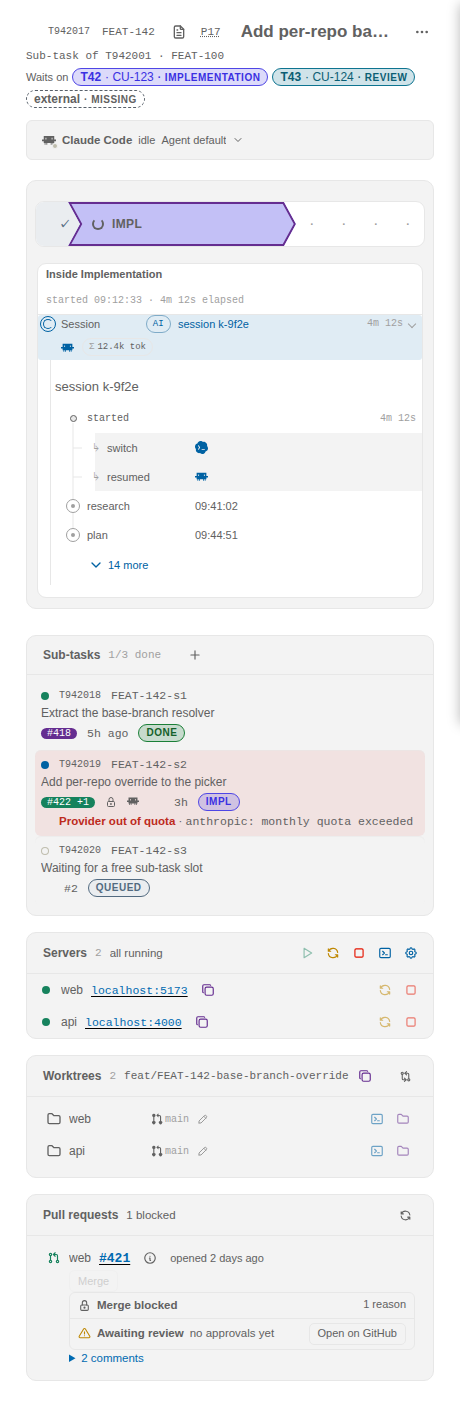 T942017 FEAT-142 P17 Add per-repo ba… ···
Sub-task of T942001 · FEAT-100
Waits on T42 · CU-123 · IMPLEMENTATION T43 · CU-124 · REVIEW
external · MISSING
Claude Code idle Agent default
✓ IMPL · · · ·
Inside Implementation
started 09:12:33 · 4m 12s elapsed
Session AI session k-9f2e 4m 12s
Σ 12.4k tok
session k-9f2e
started 4m 12s
↳ switch
↳ resumed
research 09:41:02
plan 09:44:51
14 more
Sub-tasks 1/3 done +
T942018 FEAT-142-s1
Extract the base-branch resolver
#418 5h ago DONE
T942019 FEAT-142-s2
Add per-repo override to the picker
#422 +1 3h IMPL
Provider out of quota · anthropic: monthly quota exceeded
T942020 FEAT-142-s3
Waiting for a free sub-task slot
#2 QUEUED
Servers 2 all running
web localhost:5173
api localhost:4000
Worktrees 2 feat/FEAT-142-base-branch-override
web main
api main
Pull requests 1 blocked
web #421 opened 2 days ago
Merge
Merge blocked 1 reason
Awaiting review no approvals yet Open on GitHub
2 comments